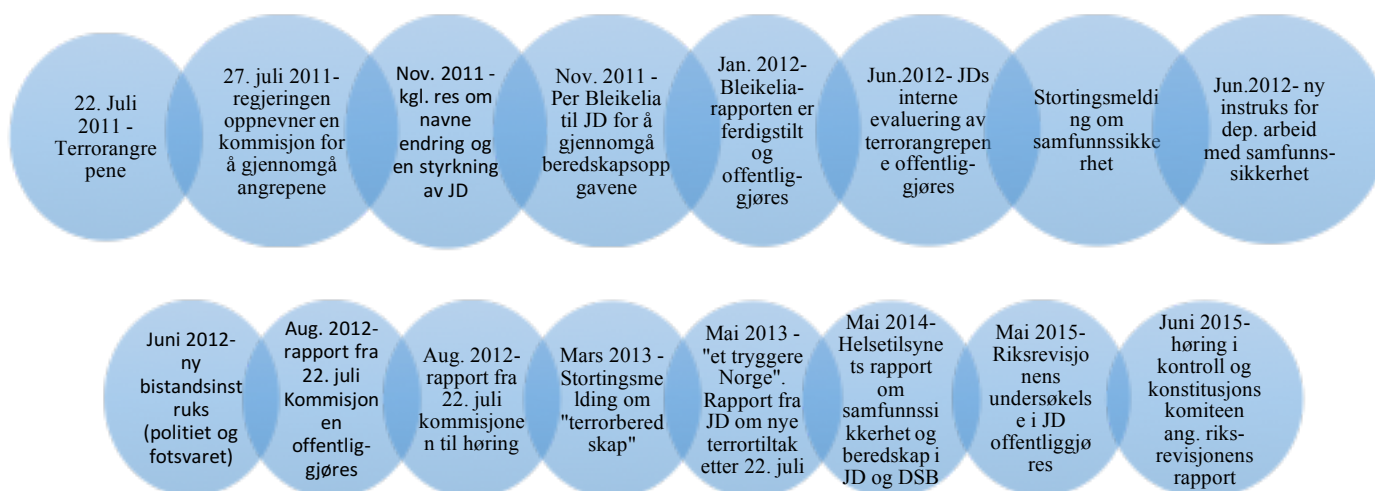 22. Juli
2011 -
Terrorangre
pene
27. juli 2011-
regjeringen
oppnevner en
kommisjon for
å gjennomgå
angrepene
Nov. 2011 -
kgl. res om
navne
endring og
en styrkning
av JD
Nov. 2011 -
Per Bleikelia
til JD for å
gjennomgå
beredskapsopp
gavene
Jan. 2012-
Bleikelia-
rapporten er
ferdigstilt
og
offentlig-
gjøres
Jun.2012- JDs
interne
evaluering av
terrorangrepen
e offentlig-
gjøres
Stortingsmeldi
ng om
samfunnssikke
rhet
Jun.2012- ny
instruks for
dep. arbeid
med samfunns-
sikkerhet
Juni 2012-
ny
bistandsinst
ruks
(politiet og
fotsvaret)
Aug. 2012-
rapport fra
22. juli
Kommisjon
en
offentlig-
gjøres
Aug. 2012-
rapport fra
22. juli
kommisjone
n til høring
Mars 2013 -
Stortingsme
lding om
"terrorbered
skap"
Mai 2013 -
"et tryggere
Norge".
Rapport fra
JD om nye
terrortiltak
etter 22. juli
Mai 2014-
Helsetilsyne
ts rapport
om
samfunnssi
kkerhet og
beredskap i
JD og DSB
Mai 2015-
Riksrevisjo
nens
undersøkels
e i JD
offentliggjø
res
Juni 2015-
høring i
kontroll og
konstitusjons
komiteen
ang. riks-
revisjonens
rapport